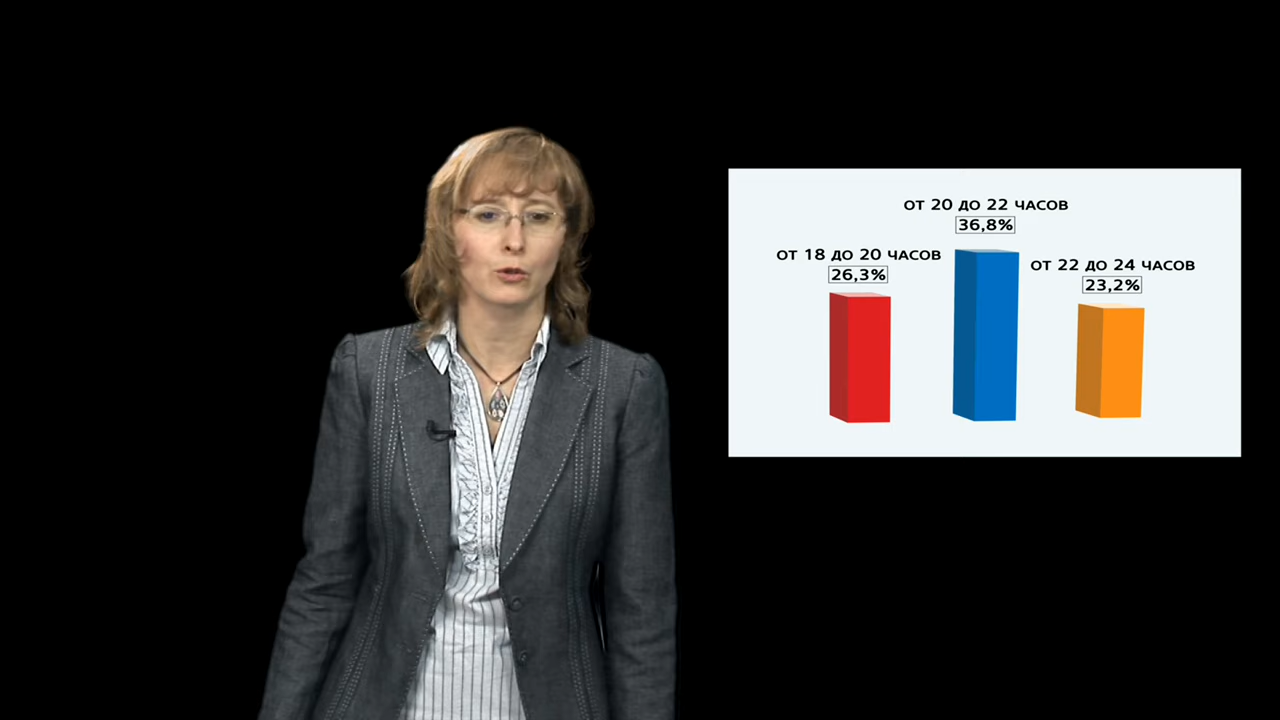 ОТ 20 ДО 22 ЧАСОВ
36,8%
ОТ 18 ДО 20 ЧАСОВ
26,3%
ОТ 22 ДО 24 ЧАСОВ
23,2%